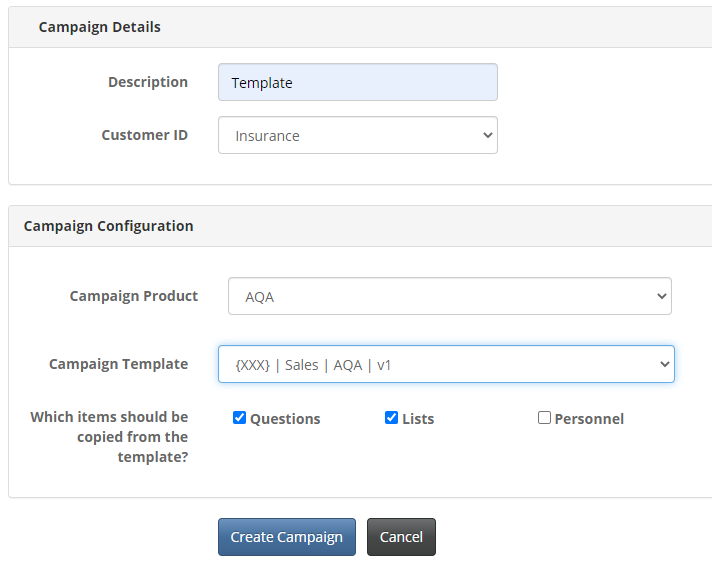 Campaign Details
Description
Template
Customer ID
Insurance
Campaign Configuration
Campaign Product
AQA
Campaign Template
{XXX} | Sales | AQA | v1
Which items should be
copied from the
template?
Questions
Lists
Personnel
Create Campaign
Cancel